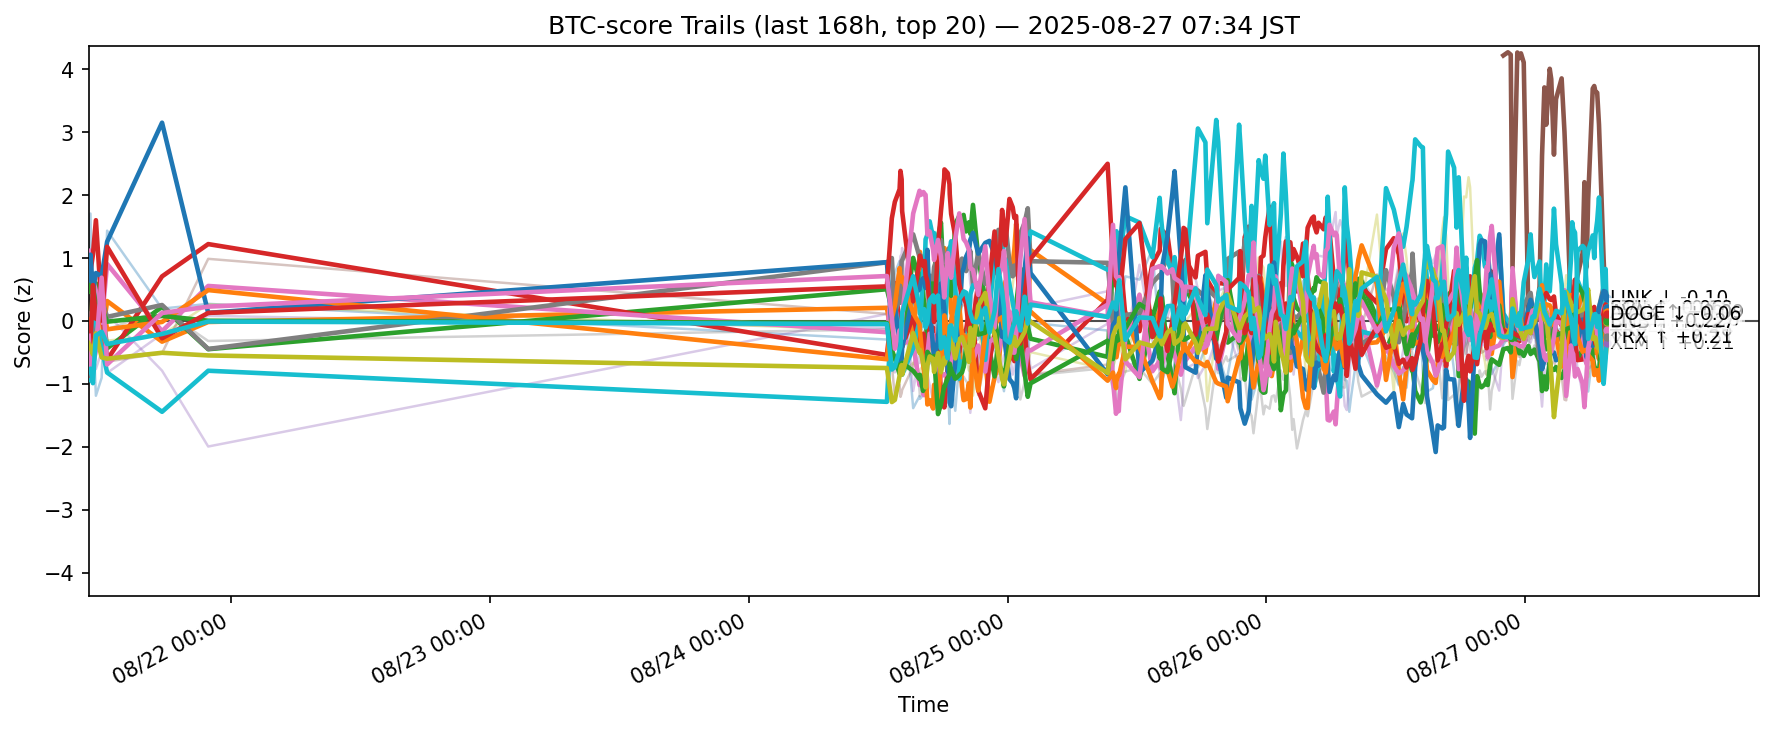 BTC-score Trails (last 168h, top 20) — 2025-08-27 07:34 JST
Score (z)
4
3
2
1
0
−1
−2
−3
−4
LINK ↓ -0.10
DOGE ↓ -0.06
TRX ↑ +0.21
XLM ↑ +0.21
08/22 00:00
08/23 00:00
08/24 00:00
08/25 00:00
08/26 00:00
08/27 00:00
Time